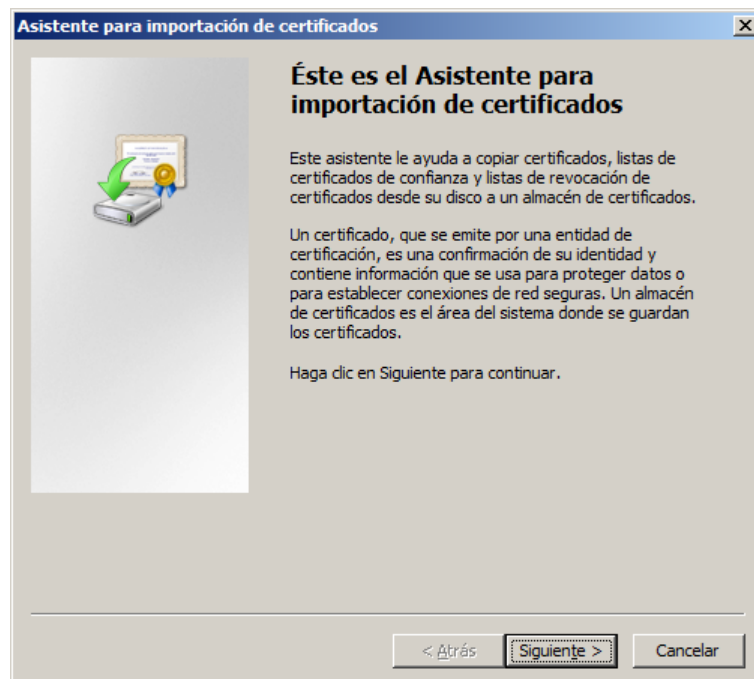 Asistente para importación de certificados
Éste es el Asistente para
importación de certificados
Este asistente le ayuda a copiar certificados, listas de
certificados de confianza y listas de revocación de
certificados desde su disco a un almacén de certificados.
Un certificado, que se emite por una entidad de
certificación, es una confirmación de su identidad y
contiene información que se usa para proteger datos o
para establecer conexiones de red seguras. Un almacén
de certificados es el área del sistema donde se guardan
los certificados.
Haga clic en Siguiente para continuar.
< Atrás
Siguiente >
Cancelar